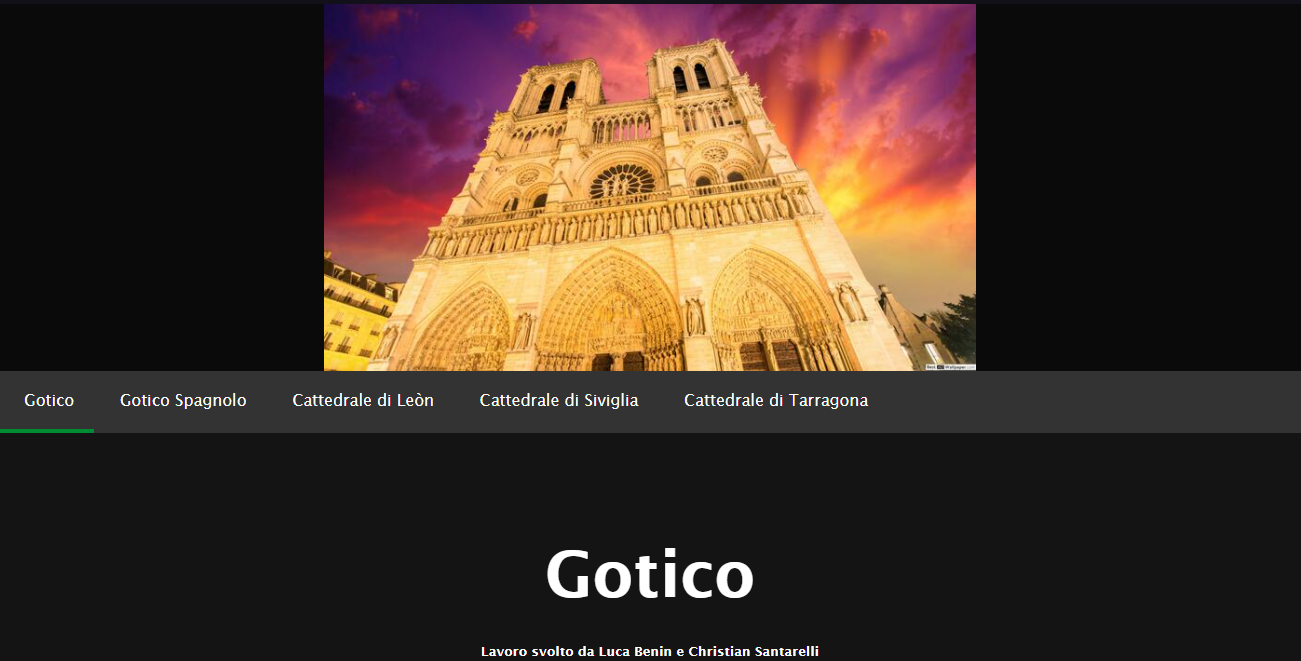 Gotico Gotico Spagnolo Cattedrale di Leòn Cattedrale di Siviglia Cattedrale di Tarragona
Gotico
Lavoro svolto da Luca Benin e Christian Santarelli